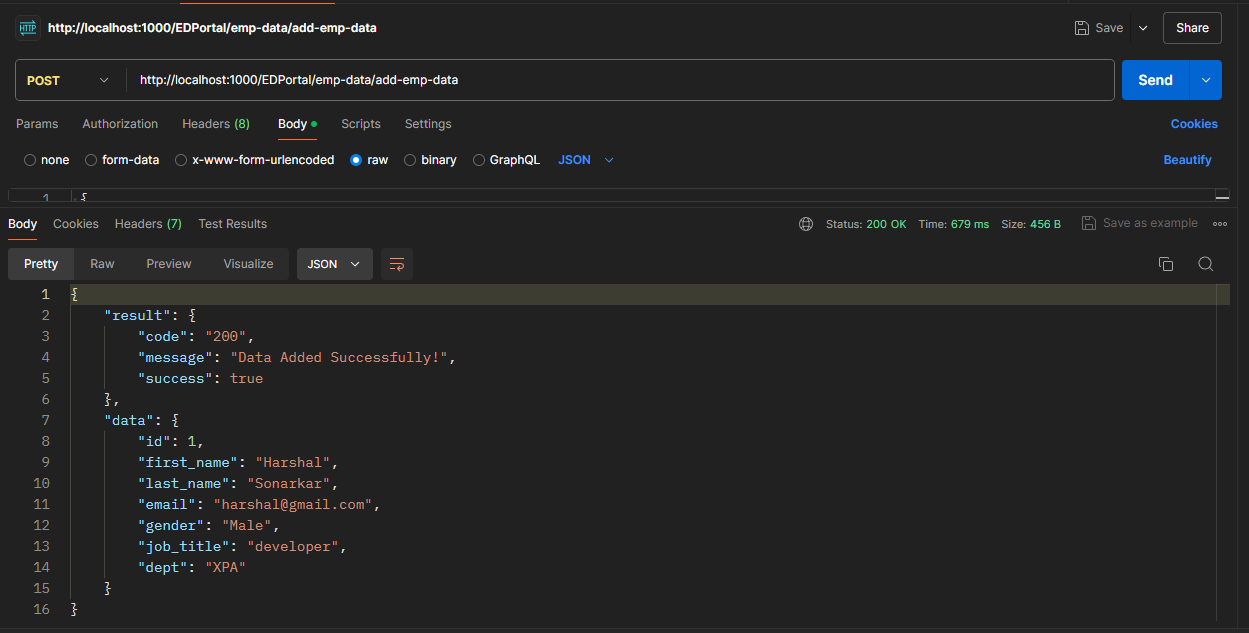 HTTP http://localhost:1000/EDPortal/emp-data/add-emp-data Save Share
POST http://localhost:1000/EDPortal/emp-data/add-emp-data Send
Params Authorization Headers (8) Body Scripts Settings Cookies
none form-data x-www-form-urlencoded raw binary GraphQL JSON Beautify
1 {
Body Cookies Headers (7) Test Results Status: 200 OK Time: 679 ms Size: 456 B Save as example
Pretty Raw Preview Visualize JSON
1 {
2 "result": {
3 "code": "200",
4 "message": "Data Added Successfully!",
5 "success": true
6 },
7 "data": {
8 "id": 1,
9 "first_name": "Harshal",
10 "last_name": "Sonarkar",
11 "email": "harshal@gmail.com",
12 "gender": "Male",
13 "job_title": "developer",
14 "dept": "XPA"
15 }
16 }